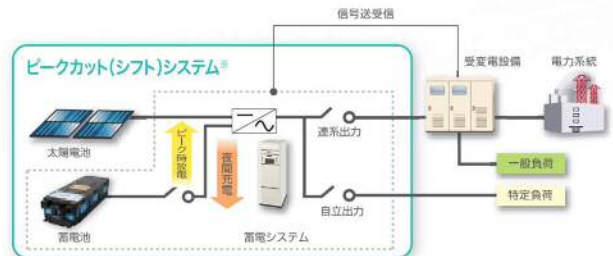 信号送受信
ピークカット(シフト)システム※
受変電設備
電力系統
太陽電池
連系出力
ピーク時放電
夜間充電
一般負荷
蓄電池
蓄電システム
自立出力
特定負荷